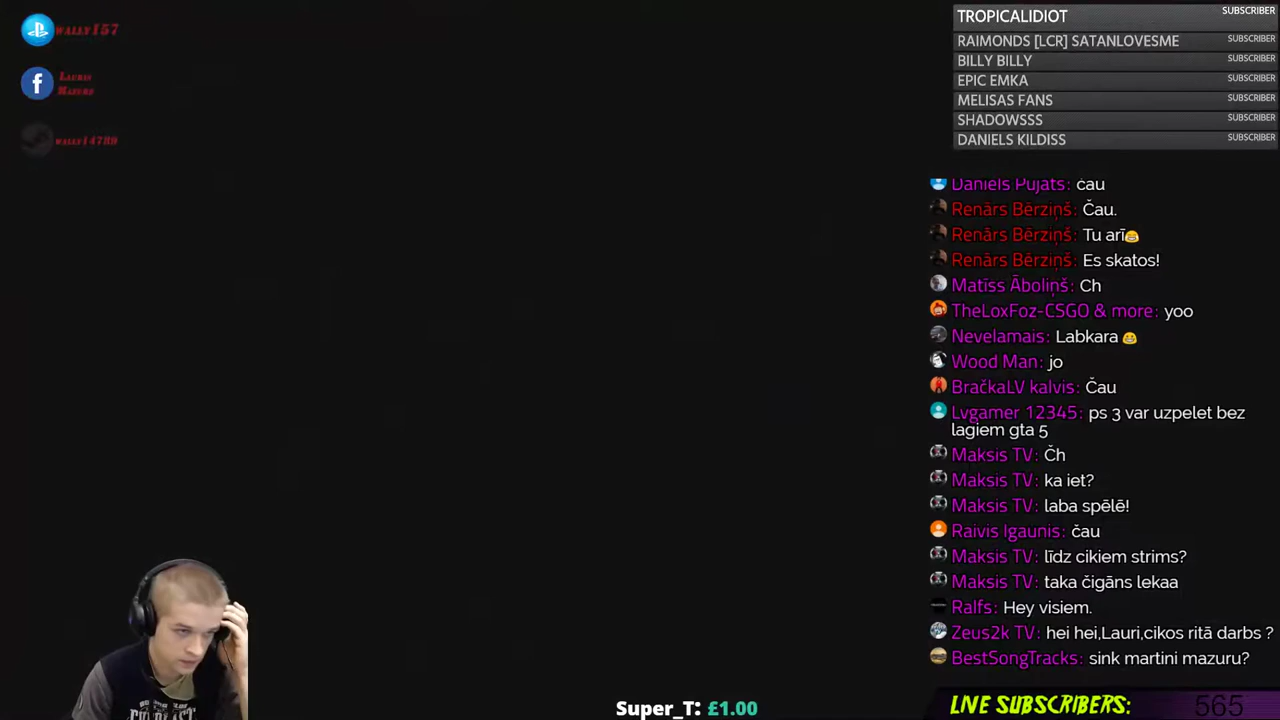 wally157
Lauris
Mazurs
wally14789
TROPICALIDIOT SUBSCRIBER
RAIMONDS [LCR] SATANLOVESME SUBSCRIBER
BILLY BILLY SUBSCRIBER
EPIC EMKA SUBSCRIBER
MELISAS FANS SUBSCRIBER
SHADOWSSS SUBSCRIBER
DANIELS KILDISS SUBSCRIBER
Daniels Pujats: čau
Renārs Bērziņš: Čau.
Renārs Bērziņš: Tu arī😂
Renārs Bērziņš: Es skatos!
Matīss Āboliņš: Ch
TheLoxFoz-CSGO & more: yoo
Nevelamais: Labkara 😂
Wood Man: jo
BračkaLV kalvis: Čau
Lvgamer 12345: ps 3 var uzpelet bez
lagiem gta 5
Maksis TV: Čh
Maksis TV: ka iet?
Maksis TV: laba spēlē!
Raivis Igaunis: čau
Maksis TV: līdz cikiem strims?
Maksis TV: taka čigāns lekaa
Ralfs: Hey visiem.
Zeus2k TV: hei hei,Lauri,cikos ritā darbs ?
BestSongTracks: sink martini mazuru?
Super_T: £1.00
LIVE SUBSCRIBERS: 565